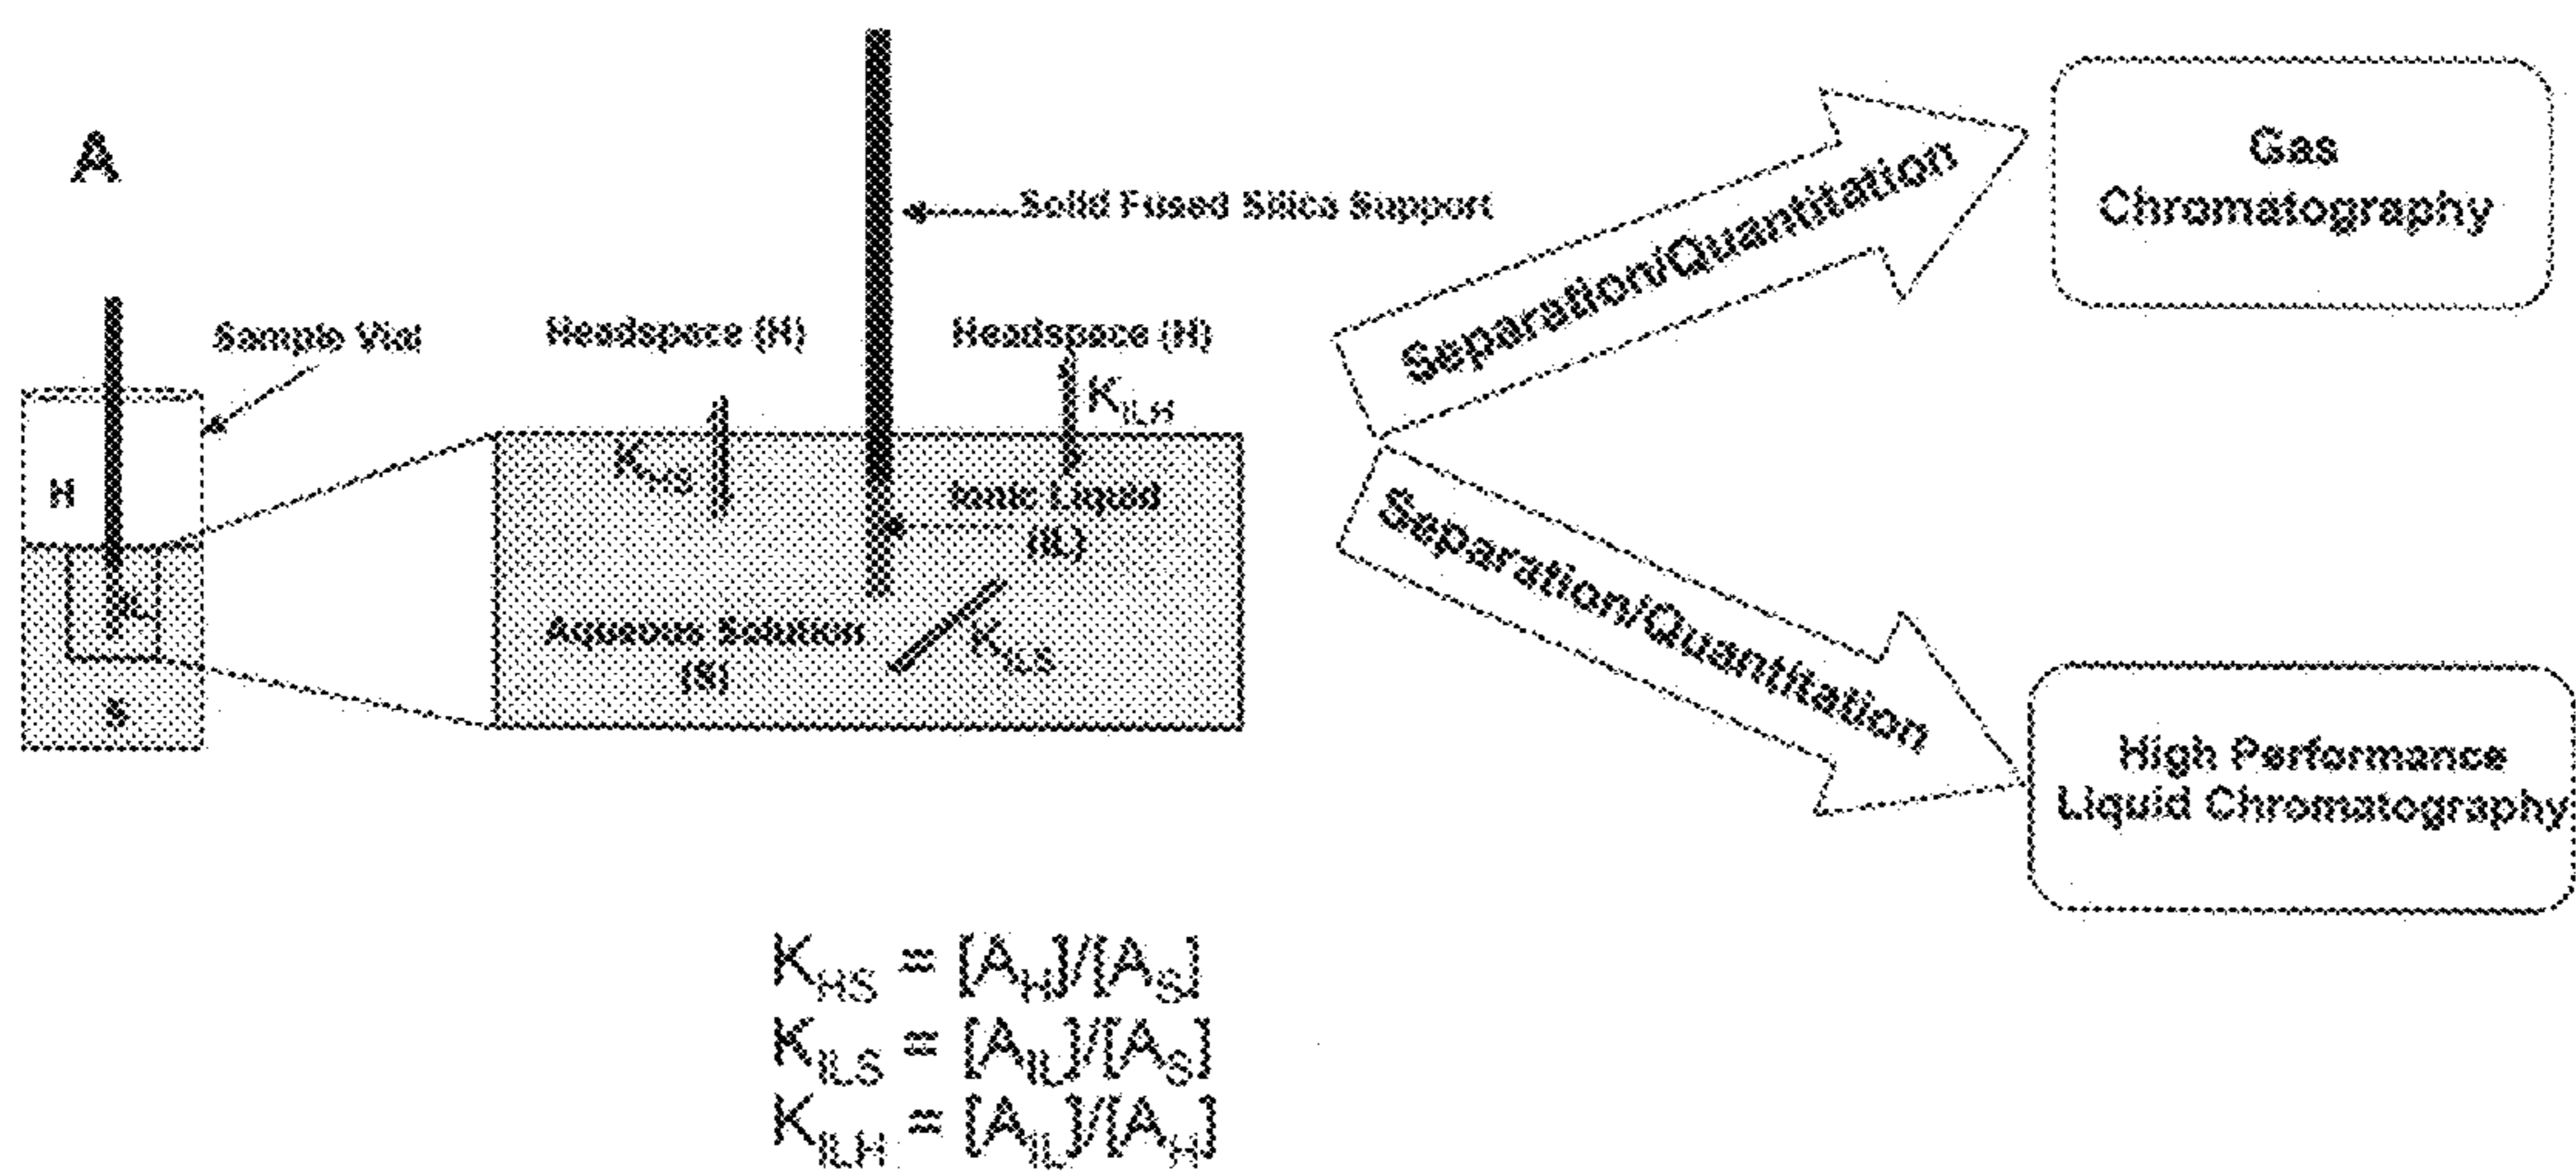 A
Solid Fused Silica Support
Sample Vial
Headspace (H)
Headspace (H)
K_ILH
K_HS
H
Ionic Liquid
(IL)
IL
Aqueous Solution
(S)
K_ILS
S
Separation/Quantitation
Gas
Chromatography
Separation/Quantitation
High Performance
Liquid Chromatography
K_HS = [A_H]/[A_S]
K_ILS = [A_IL]/[A_S]
K_ILH = [A_IL]/[A_H]